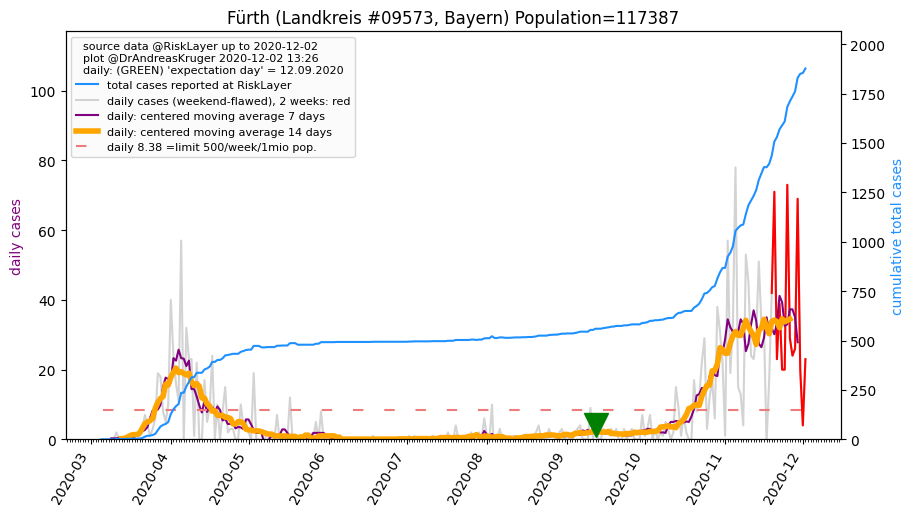 Fürth (Landkreis #09573, Bayern) Population=117387
source data @RiskLayer up to 2020-12-02
plot @DrAndreasKruger 2020-12-02 13:26
daily: (GREEN) 'expectation day' = 12.09.2020
total cases reported at RiskLayer
daily cases (weekend-flawed), 2 weeks: red
daily: centered moving average 7 days
daily: centered moving average 14 days
daily 8.38 =limit 500/week/1mio pop.
daily cases
100
80
60
40
20
0
cumulative total cases
2000
1750
1500
1250
1000
750
500
250
0
2020-03
2020-04
2020-05
2020-06
2020-07
2020-08
2020-09
2020-10
2020-11
2020-12